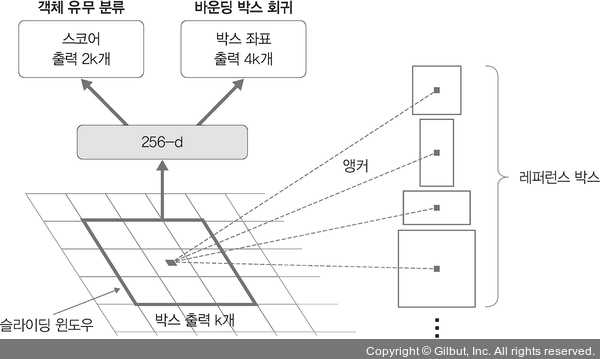 객체 유무 분류
바운딩 박스 회귀
스코어
출력 2k개
박스 좌표
출력 4k개
256-d
앵커
레퍼런스 박스
슬라이딩 윈도우
박스 출력 k개
Copyright © Gilbut, Inc. All rights reserved.